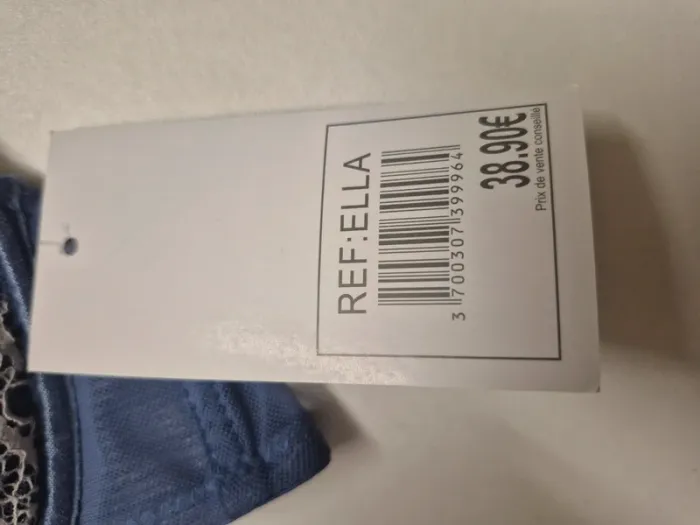 REF:ELLA
3 700307 399964
38.90€
Prix de vente conseillé